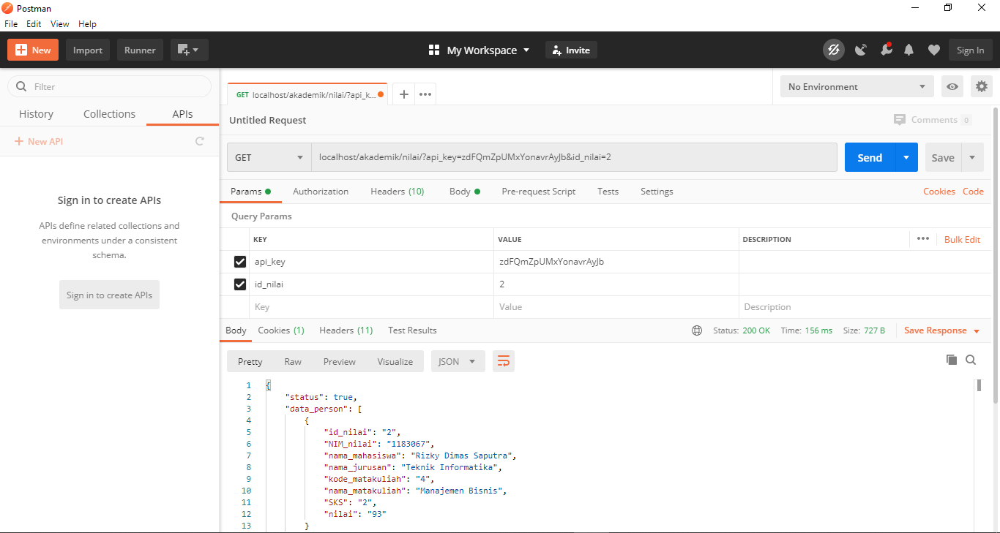 Postman
File Edit View Help
New Import Runner My Workspace Invite Sign In
Filter
History Collections APIs
New API
Sign in to create APIs
APIs define related collections and
environments under a consistent
schema.
Sign in to create APIs
GET localhost/akademik/nilai/?api_k...
No Environment
Untitled Request
Comments 0
GET localhost/akademik/nilai/?api_key=zdFQmZpUMxYonavrAyJb&id_nilai=2 Send Save
Params Authorization Headers (10) Body Pre-request Script Tests Settings Cookies Code
Query Params
KEY VALUE DESCRIPTION Bulk Edit
api_key zdFQmZpUMxYonavrAyJb
id_nilai 2
Key Value Description
Body Cookies (1) Headers (11) Test Results Status: 200 OK Time: 156 ms Size: 727 B Save Response
Pretty Raw Preview Visualize JSON
1 {
2 "status": true,
3 "data_person": [
4 {
5 "id_nilai": "2",
6 "NIM_nilai": "1183067",
7 "nama_mahasiswa": "Rizky Dimas Saputra",
8 "nama_jurusan": "Teknik Informatika",
9 "kode_matakuliah": "4",
10 "nama_matakuliah": "Manajemen Bisnis",
11 "SKS": "2",
12 "nilai": "93"
13 }